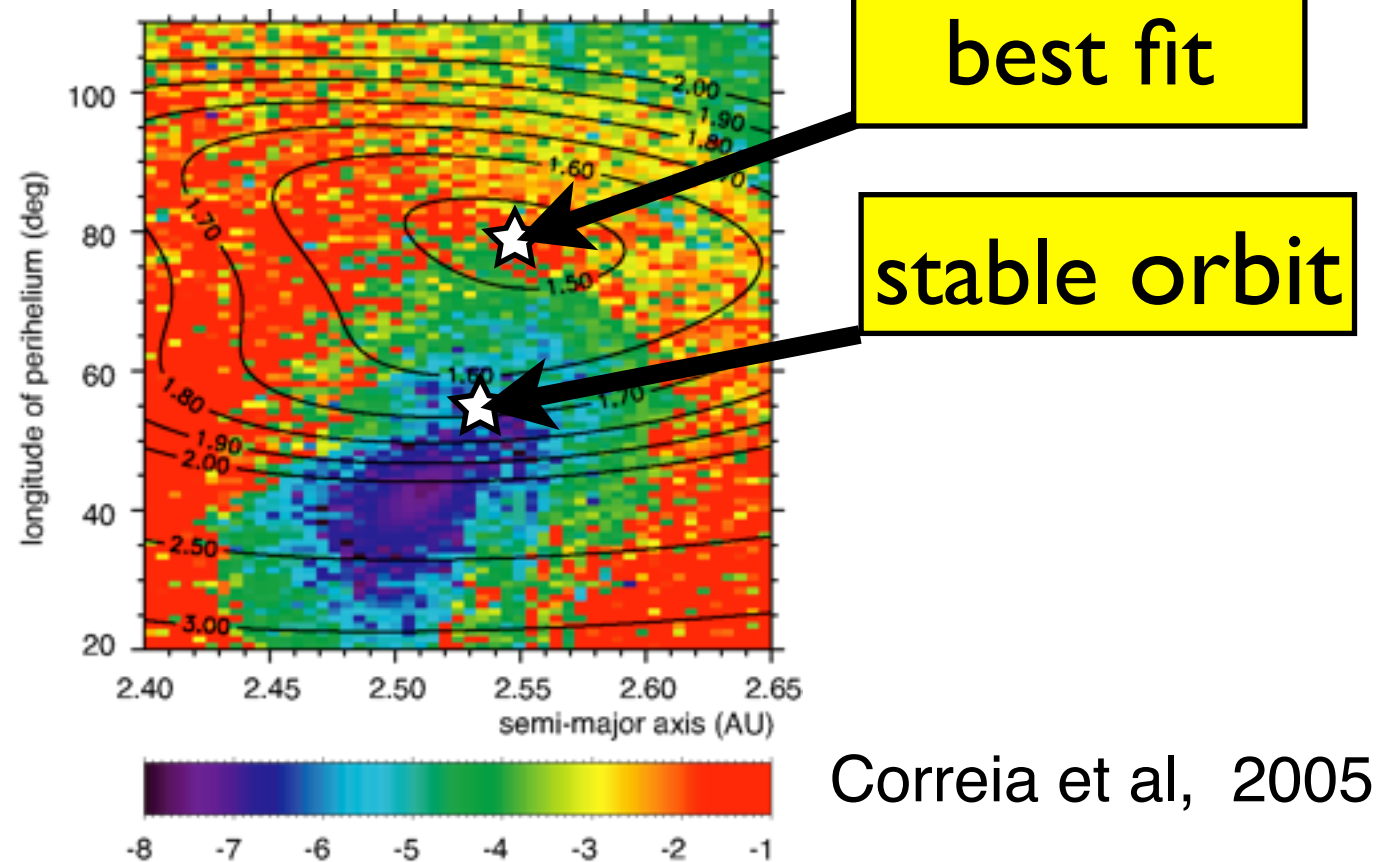 best fit
stable orbit
longitude of perihelium (deg)
100
80
60
40
20
2.00
1.90
1.80
1.60
70
1.70
1.50
1.60
1.70
1.80
1.90
2.00
2.50
3.00
2.40 2.45 2.50 2.55 2.60 2.65
semi-major axis (AU)
Correia et al, 2005
-8 -7 -6 -5 -4 -3 -2 -1